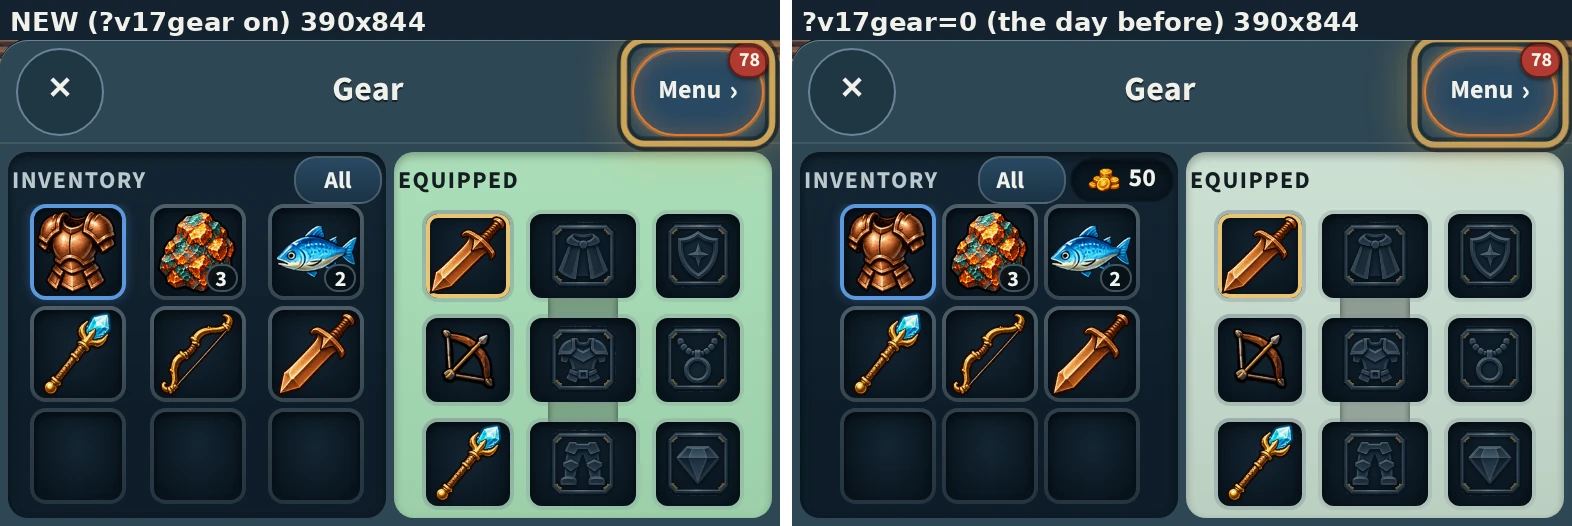 NEW (?v17gear on) 390x844
✕ Gear Menu › 78
INVENTORY All EQUIPPED
3 2
?v17gear=0 (the day before) 390x844
✕ Gear Menu › 78
INVENTORY All 50 EQUIPPED
3 2